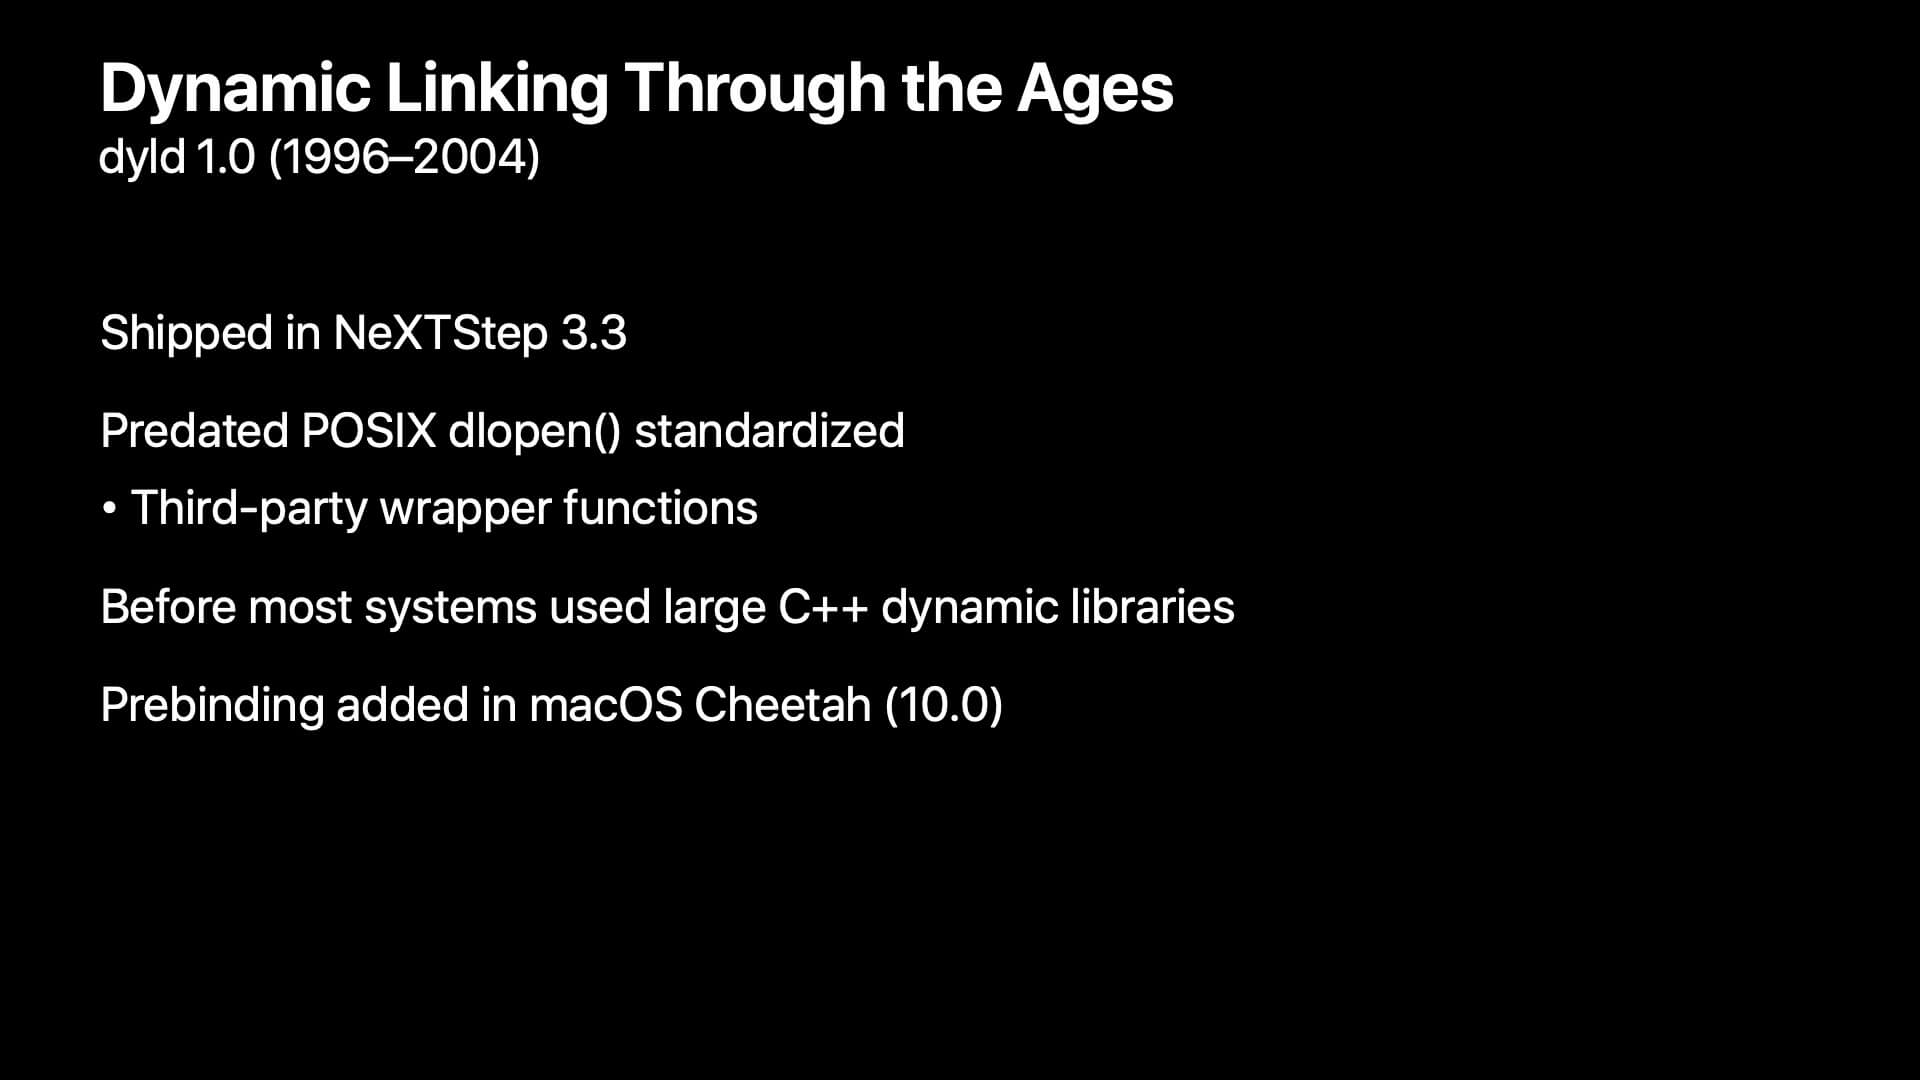 Dynamic Linking Through the Ages
dyld 1.0 (1996–2004)
Shipped in NeXTStep 3.3
Predated POSIX dlopen() standardized
• Third-party wrapper functions
Before most systems used large C++ dynamic libraries
Prebinding added in macOS Cheetah (10.0)